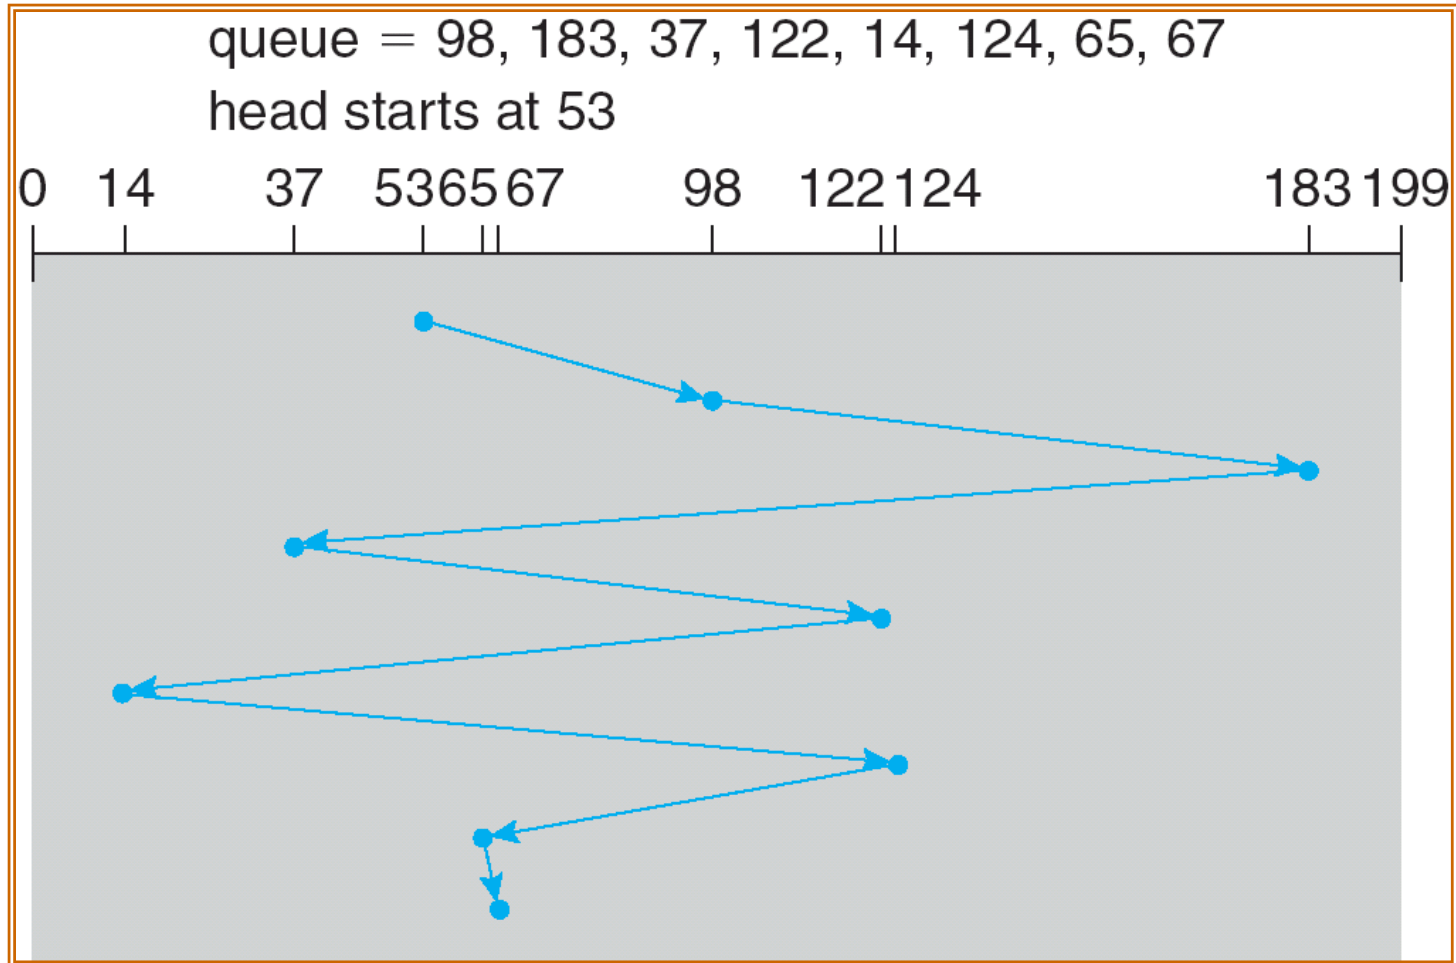 queue = 98, 183, 37, 122, 14, 124, 65, 67
head starts at 53
0 14 37 53 65 67 98 122 124 183 199